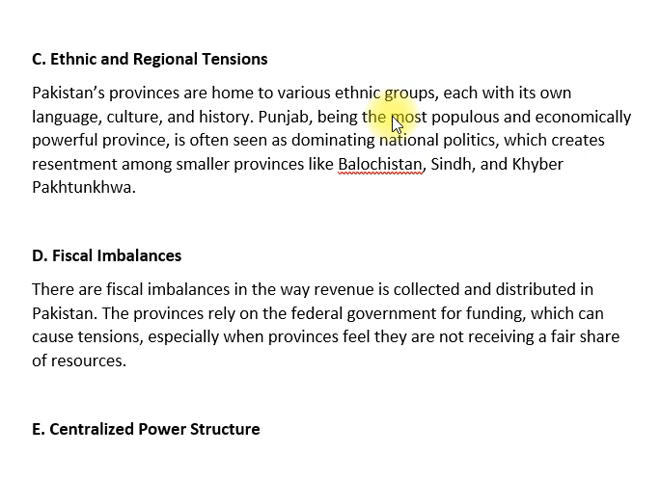 C. Ethnic and Regional Tensions
Pakistan’s provinces are home to various ethnic groups, each with its own
language, culture, and history. Punjab, being the most populous and economically
powerful province, is often seen as dominating national politics, which creates
resentment among smaller provinces like Balochistan, Sindh, and Khyber
Pakhtunkhwa.
D. Fiscal Imbalances
There are fiscal imbalances in the way revenue is collected and distributed in
Pakistan. The provinces rely on the federal government for funding, which can
cause tensions, especially when provinces feel they are not receiving a fair share
of resources.
E. Centralized Power Structure